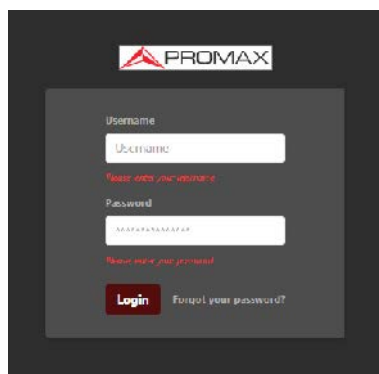 PROMAX
Username
Username
Please enter your username
Password
**************
Please enter your password
Login Forgot your password?